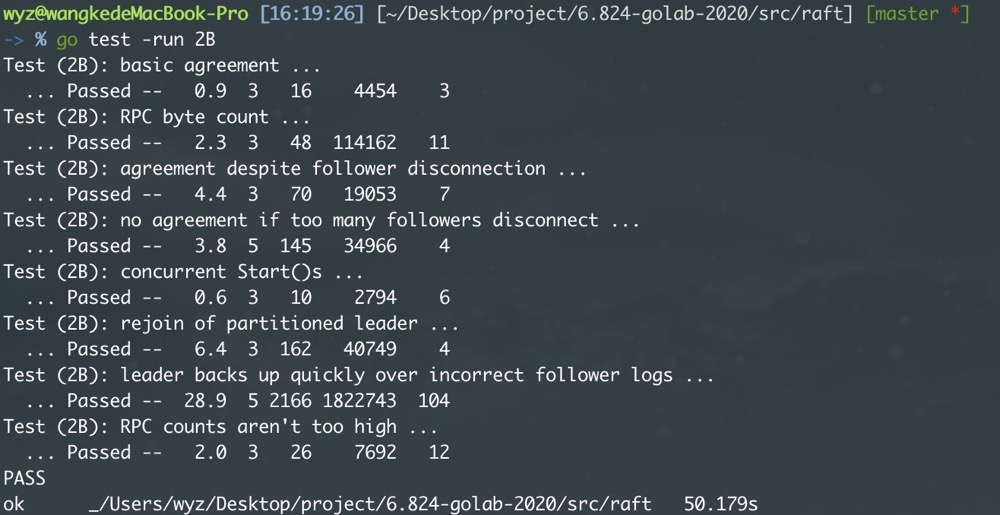 wyz@wangkedeMacBook-Pro [16:19:26] [~/Desktop/project/6.824-golab-2020/src/raft] [master *]
-> % go test -run 2B
Test (2B): basic agreement ...
  ... Passed --   0.9  3   16    4454    3
Test (2B): RPC byte count ...
  ... Passed --   2.3  3   48  114162   11
Test (2B): agreement despite follower disconnection ...
  ... Passed --   4.4  3   70   19053    7
Test (2B): no agreement if too many followers disconnect ...
  ... Passed --   3.8  5  145   34966    4
Test (2B): concurrent Start()s ...
  ... Passed --   0.6  3   10    2794    6
Test (2B): rejoin of partitioned leader ...
  ... Passed --   6.4  3  162   40749    4
Test (2B): leader backs up quickly over incorrect follower logs ...
  ... Passed --  28.9  5 2166 1822743  104
Test (2B): RPC counts aren't too high ...
  ... Passed --   2.0  3   26    7692   12
PASS
ok      _/Users/wyz/Desktop/project/6.824-golab-2020/src/raft   50.179s